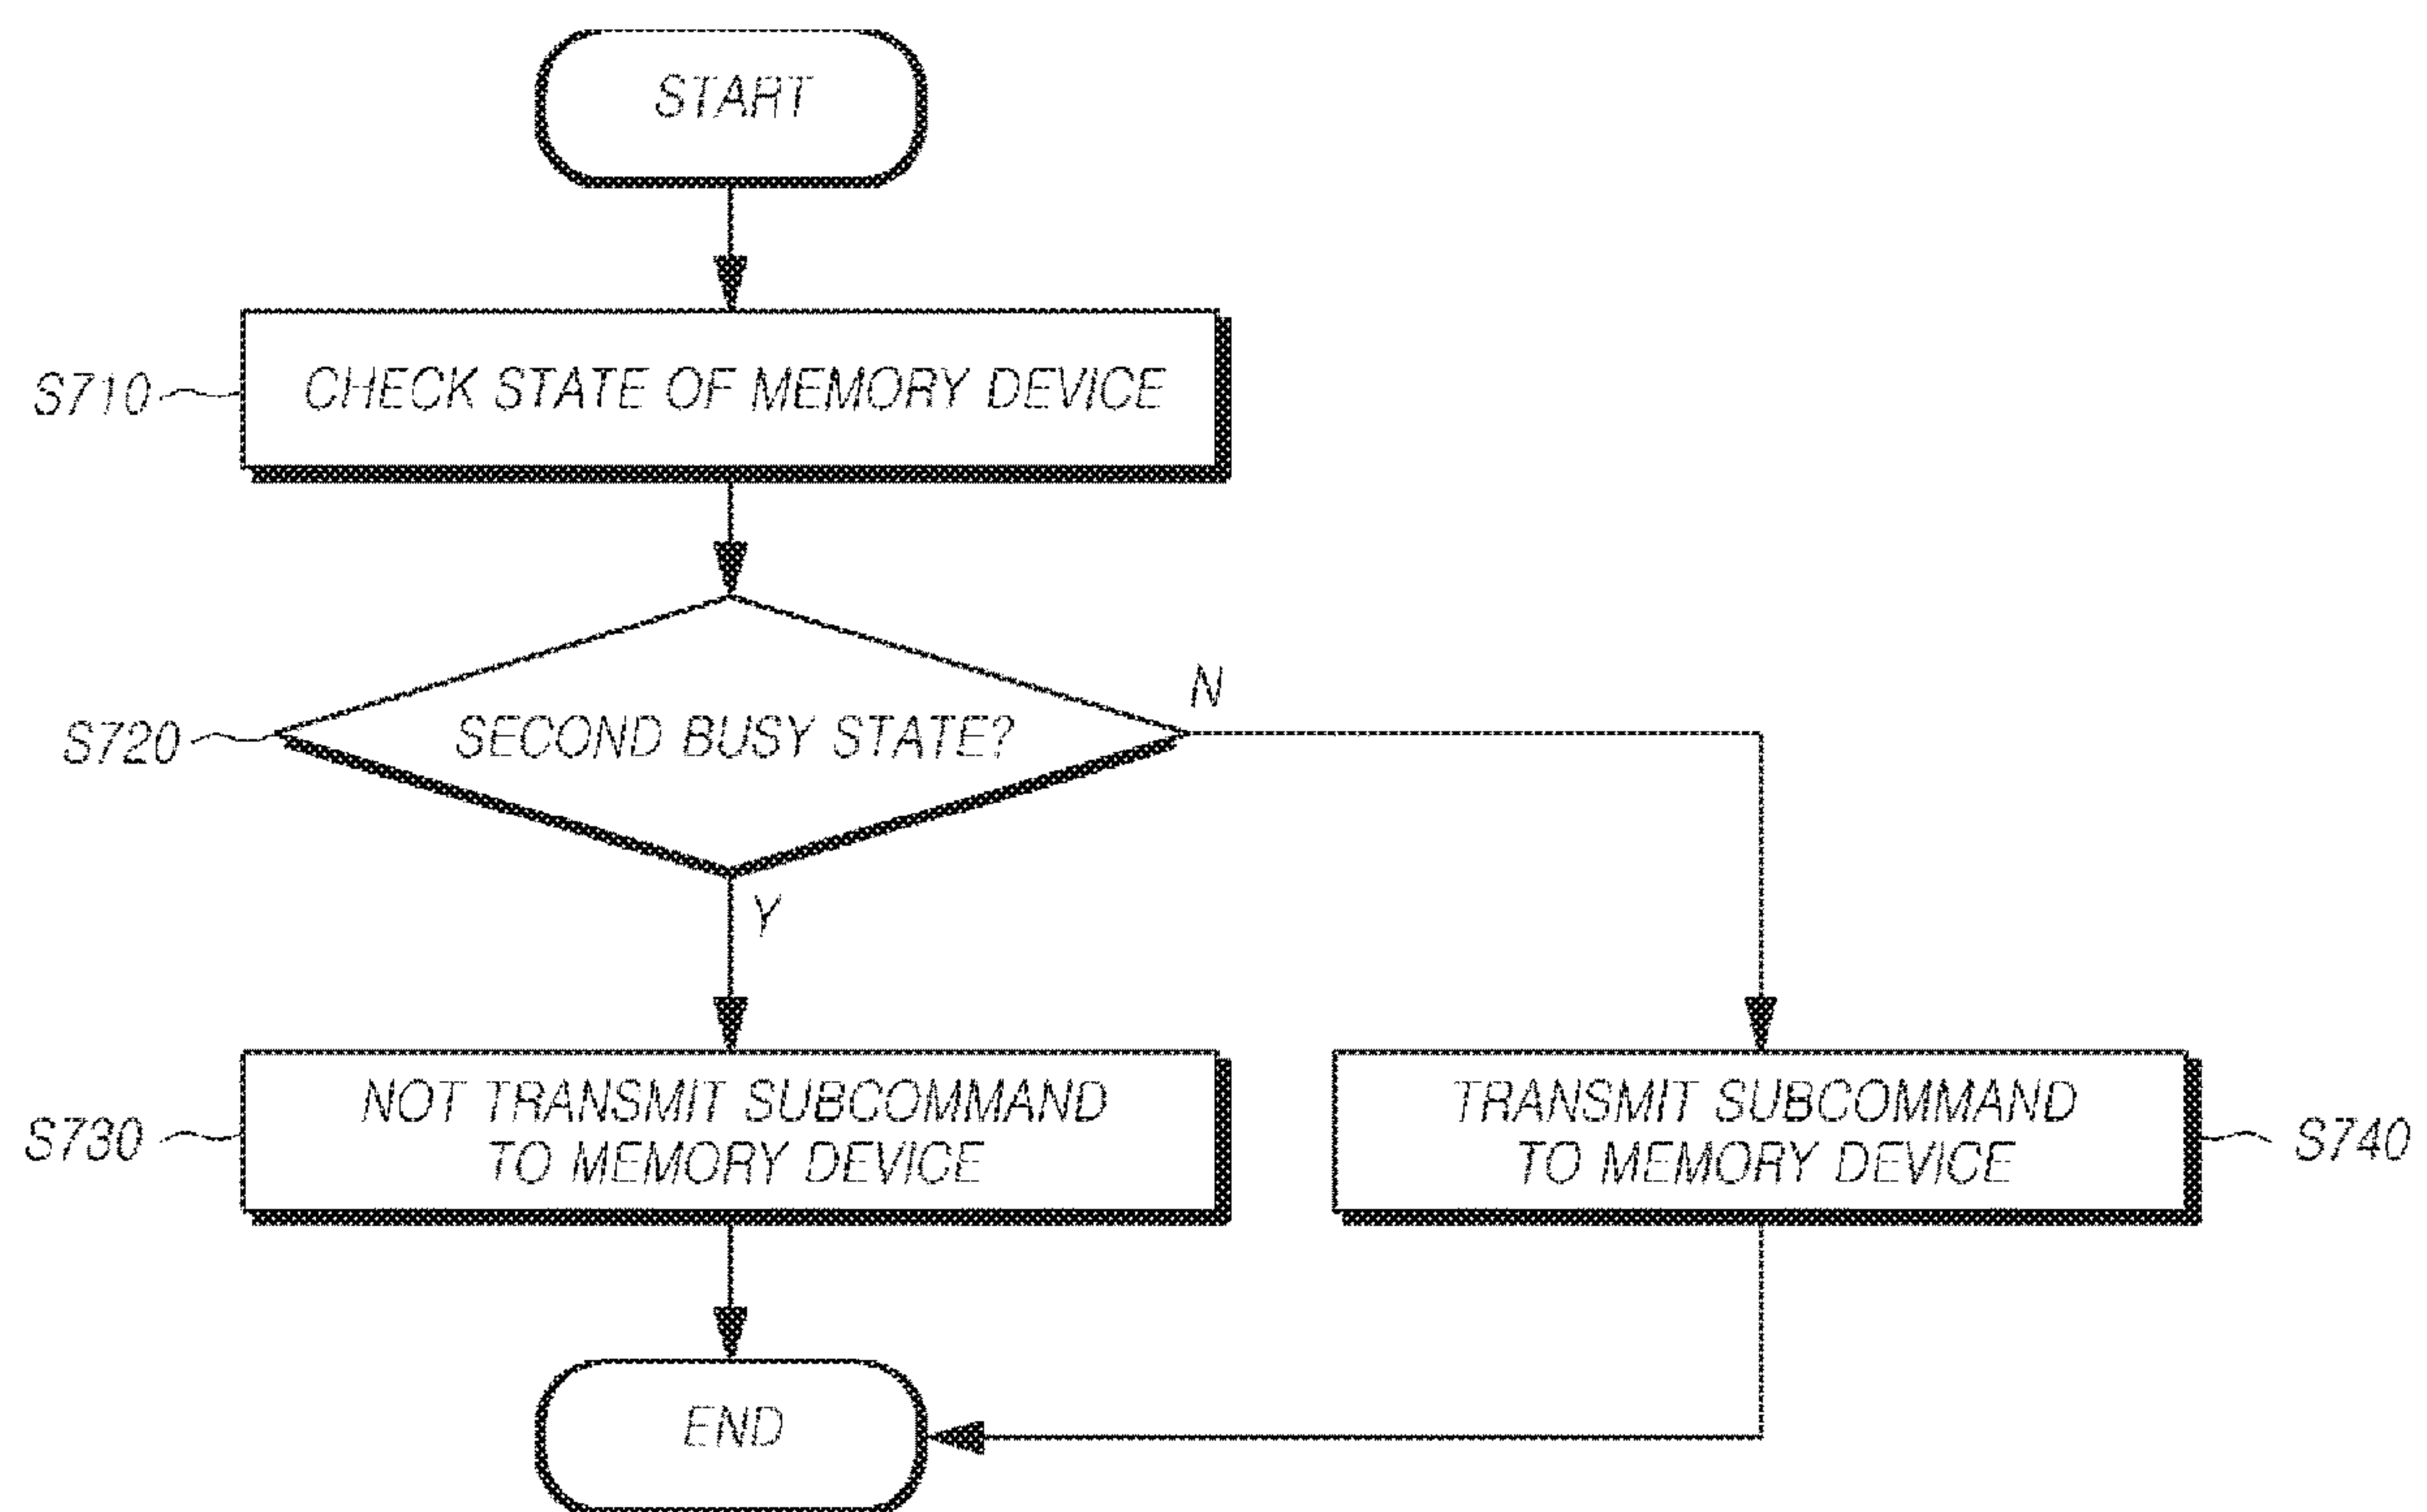 START
S710
CHECK STATE OF MEMORY DEVICE
S720
SECOND BUSY STATE?
N
Y
S730
NOT TRANSMIT SUBCOMMAND
TO MEMORY DEVICE
TRANSMIT SUBCOMMAND
TO MEMORY DEVICE
S740
END